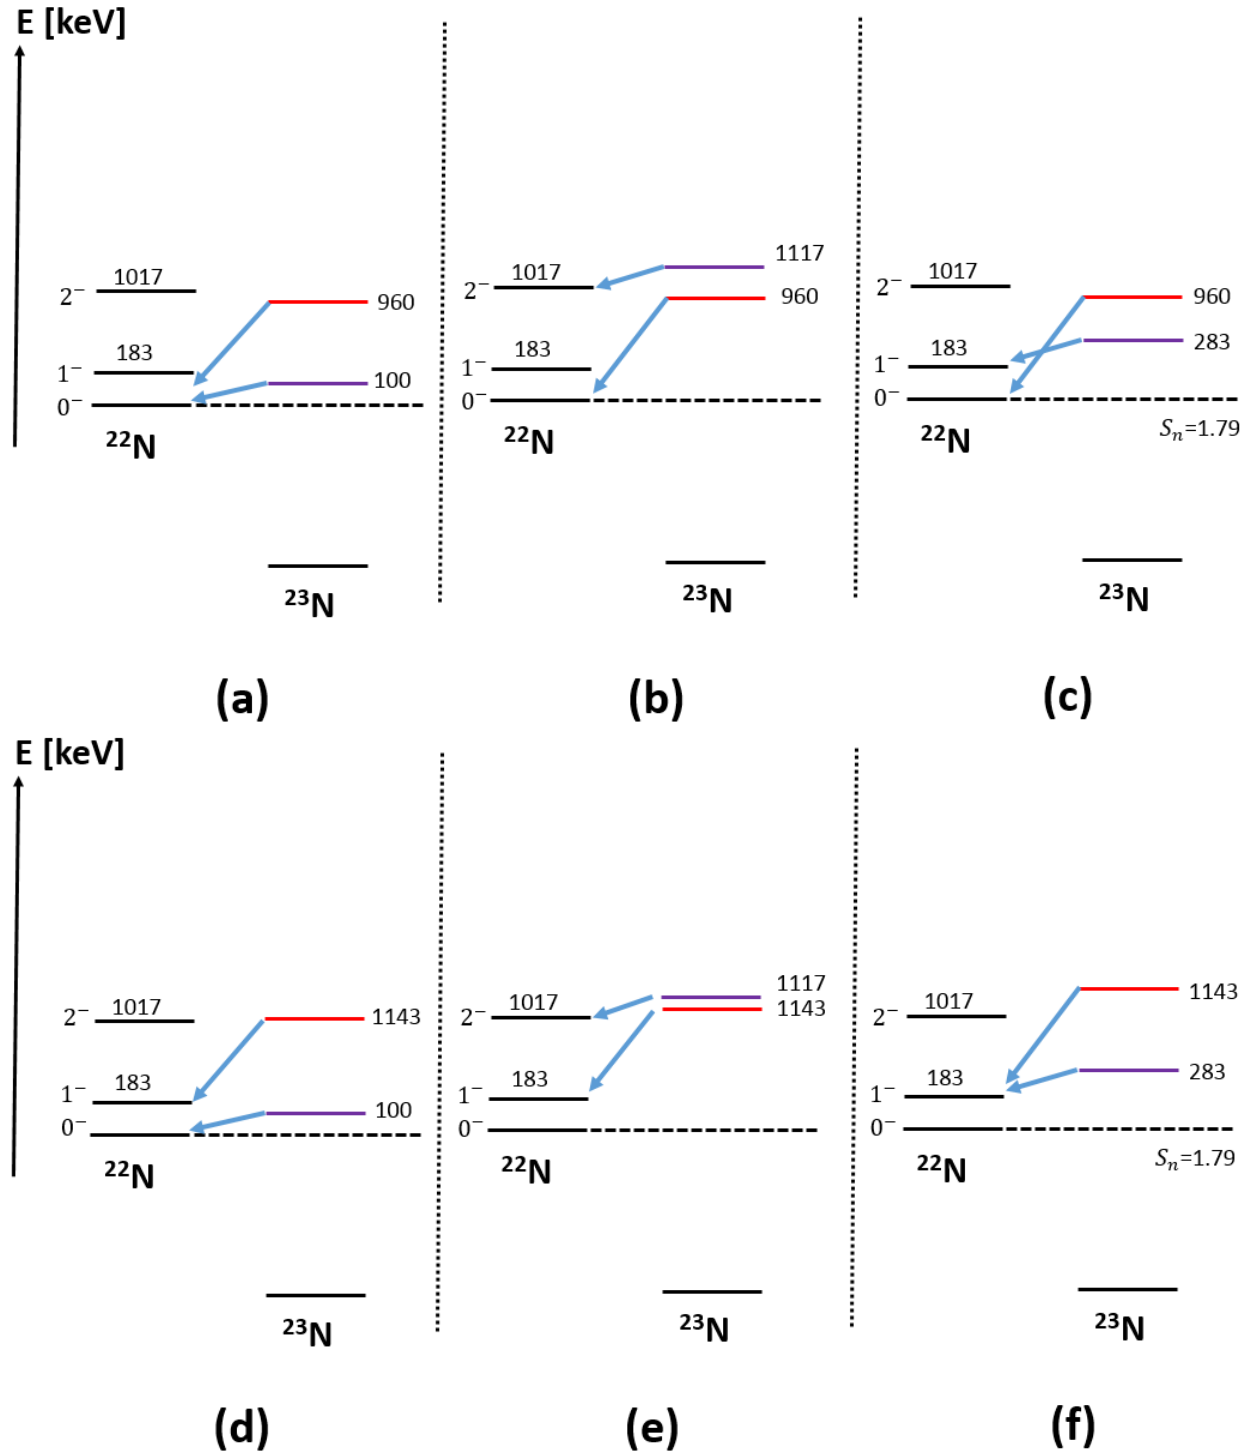 E [keV]
1017
2⁻
960
183
1⁻
100
0⁻
²²N
²³N
(a)
1117
1017
2⁻
960
183
1⁻
0⁻
²²N
²³N
(b)
1017
2⁻
960
283
183
1⁻
0⁻
Sₙ=1.79
²²N
²³N
(c)
E [keV]
1017
2⁻
1143
183
1⁻
100
0⁻
²²N
²³N
(d)
1117
1017
2⁻
1143
183
1⁻
0⁻
²²N
²³N
(e)
1017
2⁻
1143
283
183
1⁻
0⁻
Sₙ=1.79
²²N
²³N
(f)